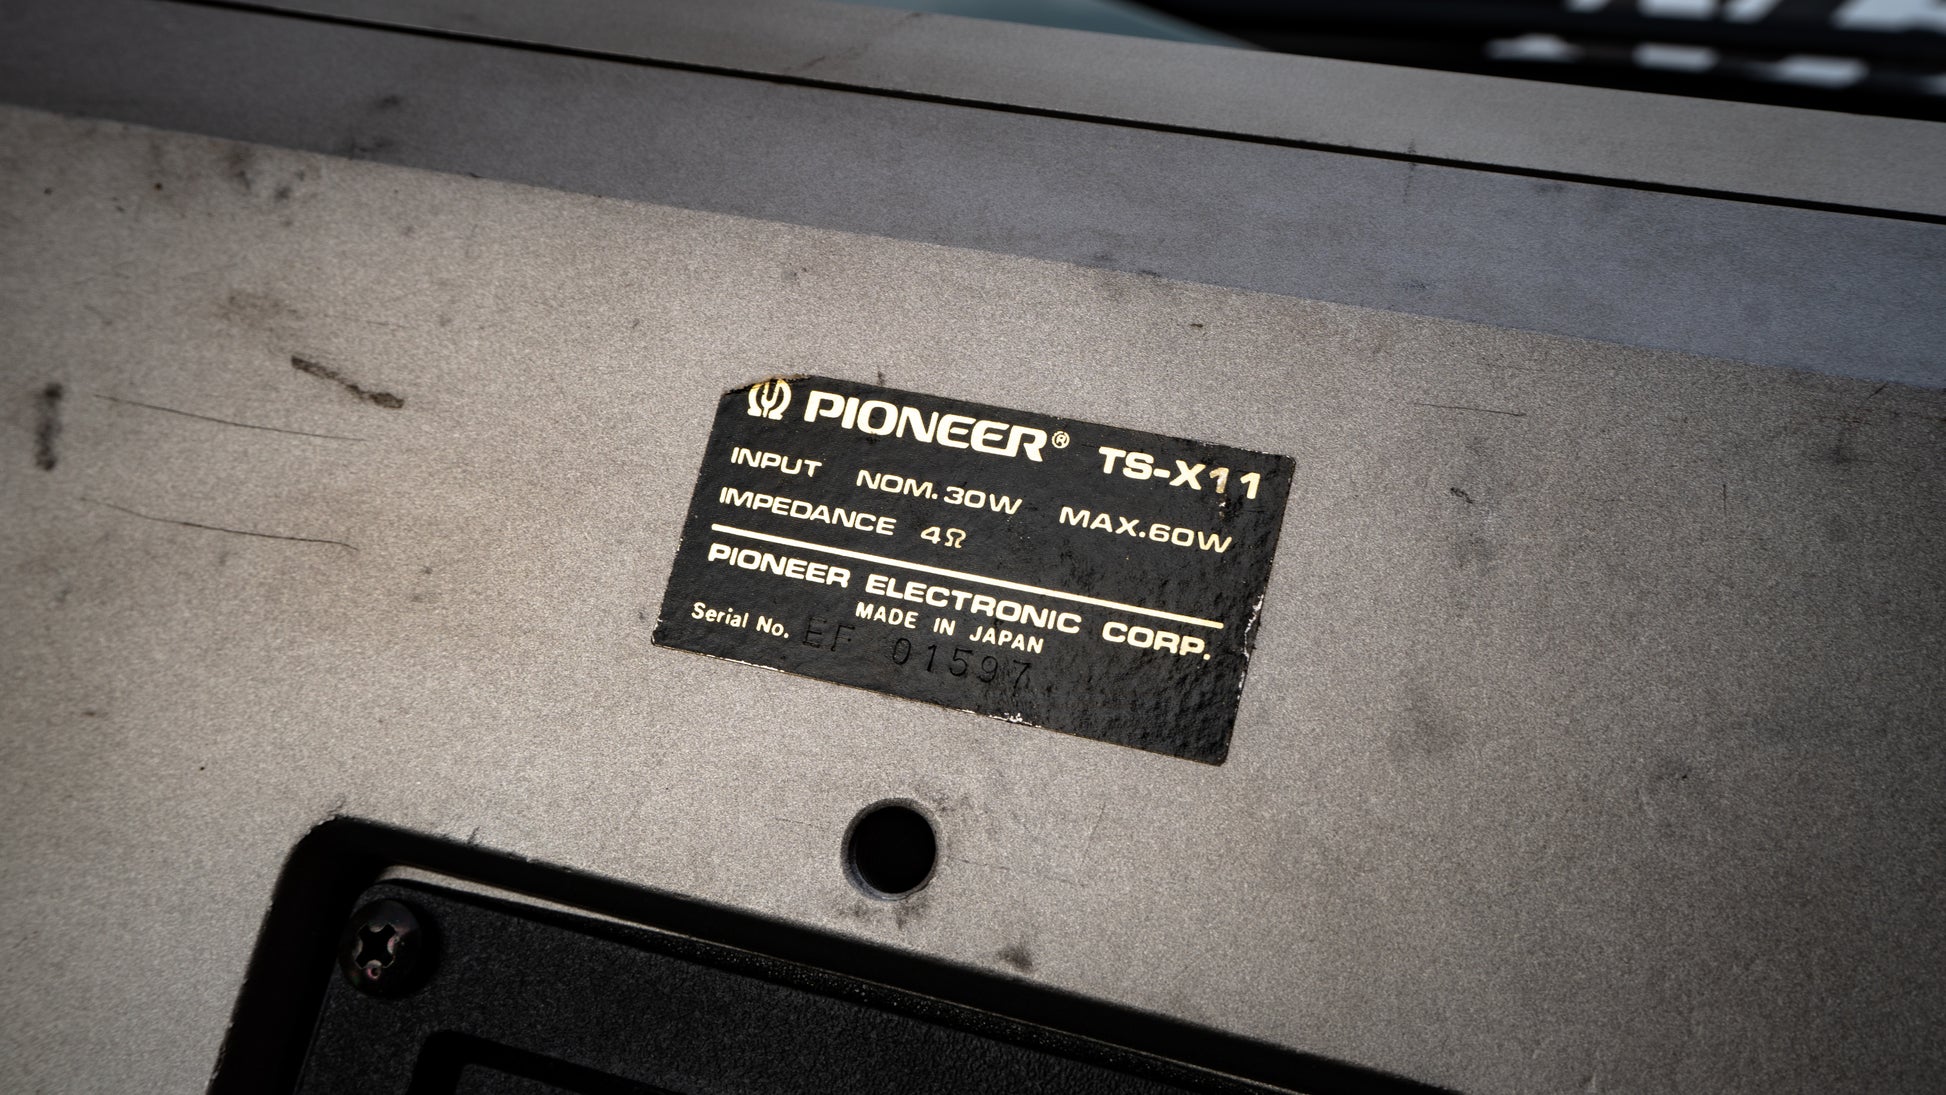 PIONEER® TS-X11
INPUT NOM. 30W MAX.60W
IMPEDANCE 4Ω
PIONEER ELECTRONIC CORP.
MADE IN JAPAN
Serial No. EF 01597